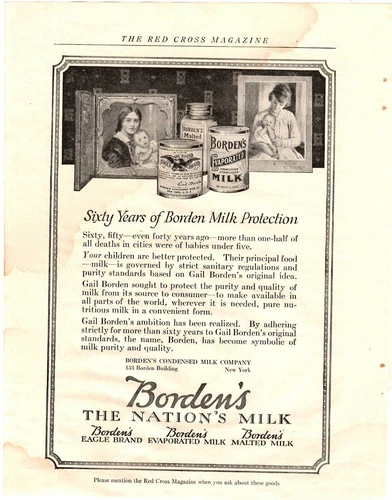 THE RED CROSS MAGAZINE
BORDEN'S
Malted
BORDEN'S
EVAPORATED
MILK
Sixty Years of Borden Milk Protection
Sixty, fifty—even forty years ago—more than one-half of
all deaths in cities were of babies under five.
Your children are better protected. Their principal food
—milk—is governed by strict sanitary regulations and
purity standards based on Gail Borden's original idea.
Gail Borden sought to protect the purity and quality of
milk from its source to consumer—to make available in
all parts of the world, wherever it is needed, pure nu-
tritious milk in a convenient form.
Gail Borden's ambition has been realized. By adhering
strictly for more than sixty years to Gail Borden's original
standards, the name, Borden, has become symbolic of
milk purity and quality.
BORDEN'S CONDENSED MILK COMPANY
153 Borden Building New York
Borden's
THE NATION'S MILK
Borden's Borden's Borden's
EAGLE BRAND EVAPORATED MILK MALTED MILK
Please mention the Red Cross Magazine when you ask about these goods